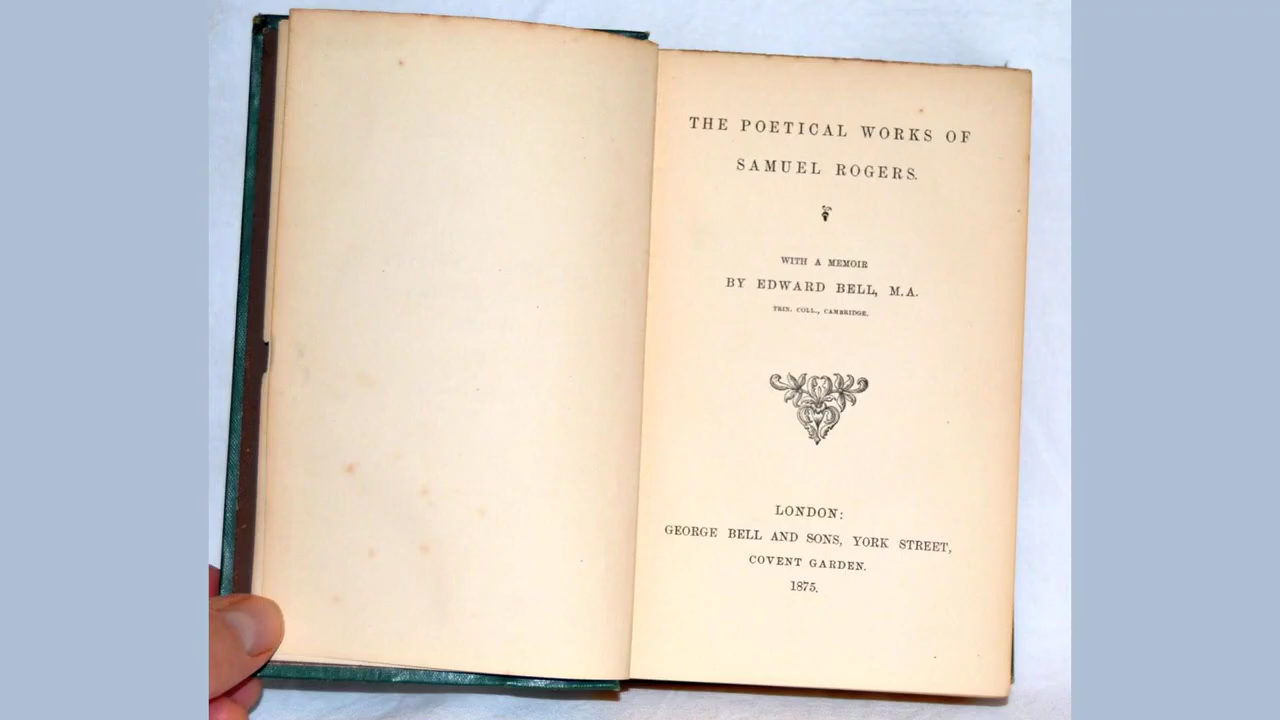 THE POETICAL WORKS OF
SAMUEL ROGERS.
WITH A MEMOIR
BY EDWARD BELL, M.A.
TRIN. COLL., CAMBRIDGE.
LONDON:
GEORGE BELL AND SONS, YORK STREET,
COVENT GARDEN.
1875.